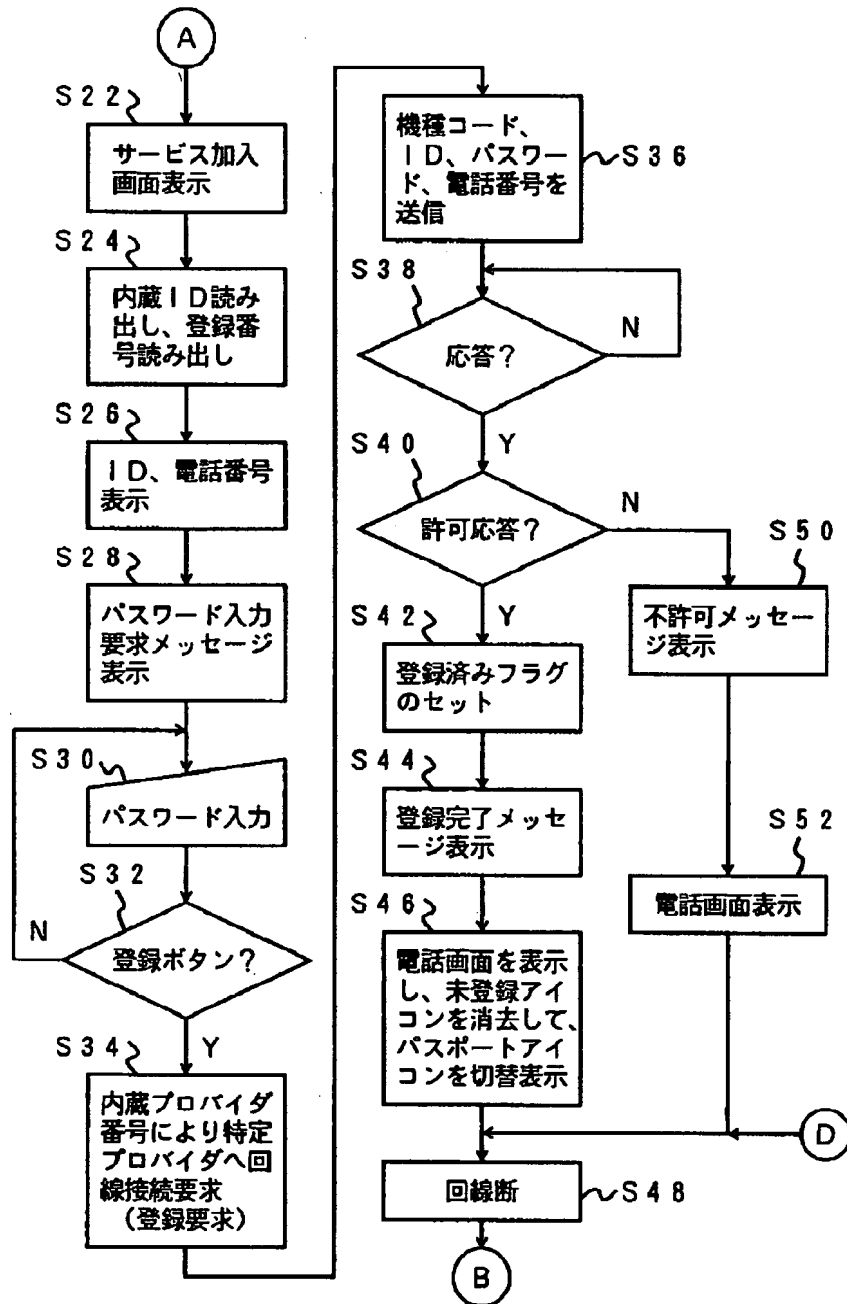 A
S22
サービス加入
画面表示
S24
内蔵ID読み
出し、登録番
号読み出し
S26
ID、電話番号
表示
S28
パスワード入力
要求メッセージ
表示
S30
パスワード入力
S32
N
登録ボタン?
S34
Y
内蔵プロバイダ
番号により特定
プロバイダへ回
線接続要求
(登録要求)
機種コード、
ID、パスワー
ド、電話番号を
送信
S36
S38
N
応答?
S40
Y
許可応答?
N
S42
Y
登録済みフラグ
のセット
S44
登録完了メッセ
ージ表示
S46
電話画面を表示
し、未登録アイ
コンを消去して、
パスポートアイ
コンを切替表示
S50
不許可メッセー
ジ表示
S52
電話画面表示
D
回線断
S48
B